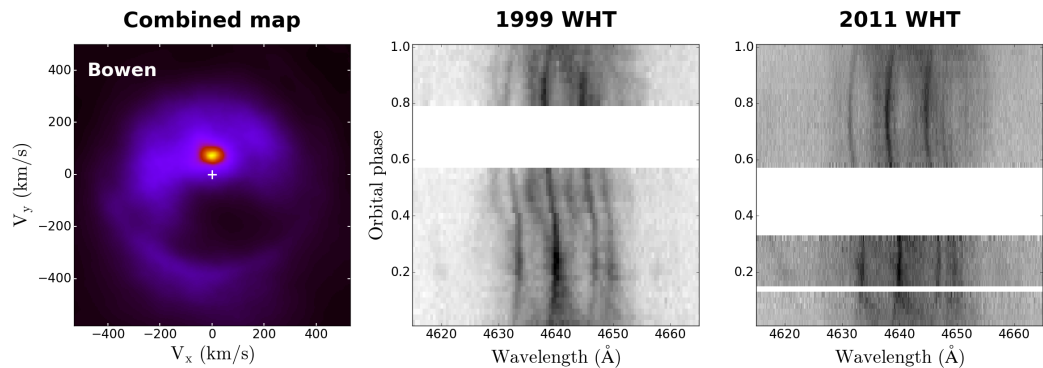 Combined map
1999 WHT
2011 WHT
Bowen
V_y (km/s)
400
200
0
−200
−400
−400 −200 0 200 400
V_x (km/s)
Orbital phase
1.0
0.8
0.6
0.4
0.2
4620 4630 4640 4650 4660
Wavelength (Å)
1.0
0.8
0.6
0.4
0.2
4620 4630 4640 4650 4660
Wavelength (Å)